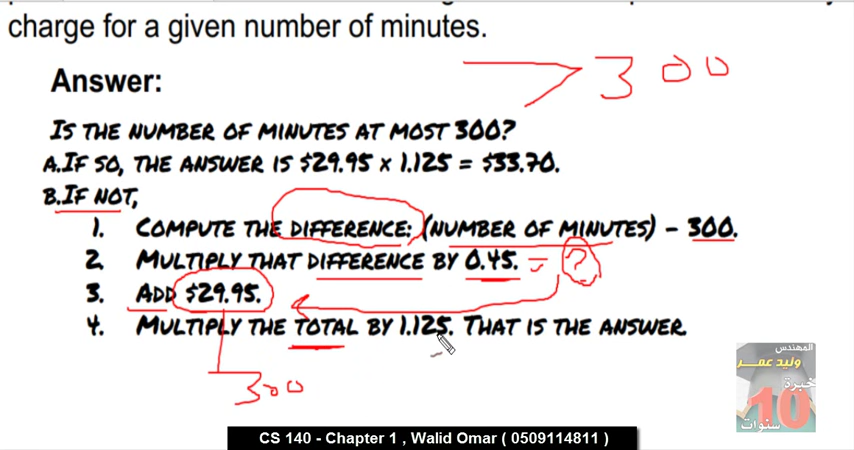 charge for a given number of minutes.
> 300
Answer:
IS THE NUMBER OF MINUTES AT MOST 300?
A.IF SO, THE ANSWER IS $29.95 X 1.125 = $33.70.
B.IF NOT,
1. COMPUTE THE DIFFERENCE: (NUMBER OF MINUTES) – 300.
2. MULTIPLY THAT DIFFERENCE BY 0.45. = ?
3. ADD $29.95.
4. MULTIPLY THE TOTAL BY 1.125. THAT IS THE ANSWER.
300
المهندس
وليد عمر
خبرة
10
سنوات
CS 140 - Chapter 1 , Walid Omar ( 0509114811 )